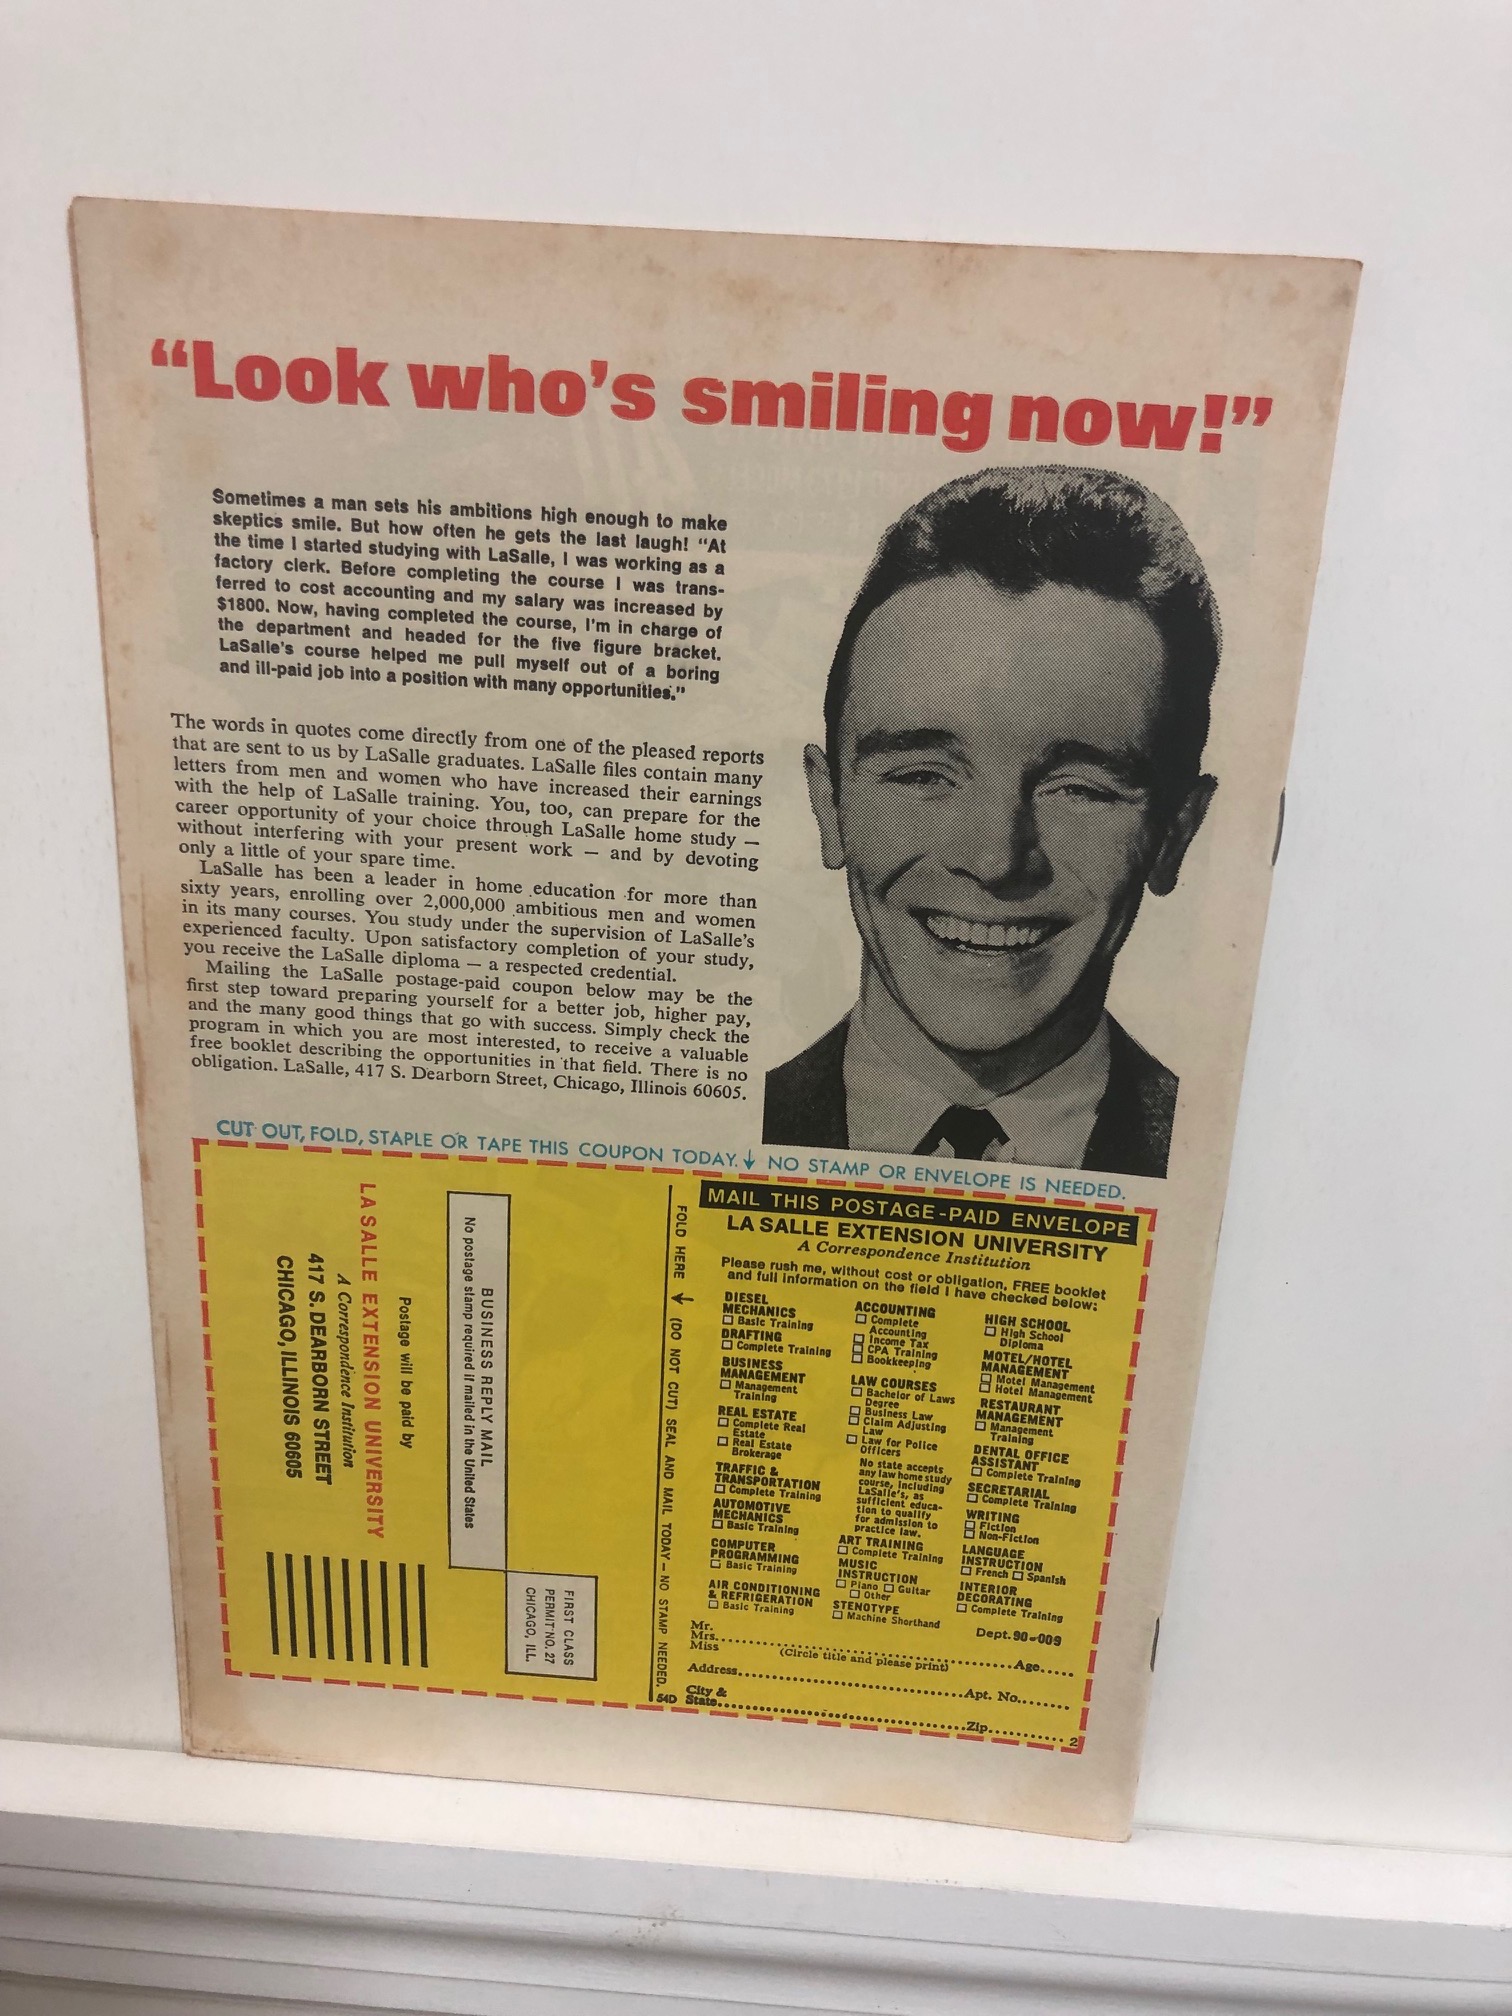 “Look who’s smiling now!”
Sometimes a man sets his ambitions high enough to make
skeptics smile. But how often he gets the last laugh! “At
the time I started studying with LaSalle, I was working as a
factory clerk. Before completing the course I was trans-
ferred to cost accounting and my salary was increased by
$1800. Now, having completed the course, I’m in charge of
the department and headed for the five figure bracket.
LaSalle’s course helped me pull myself out of a boring
and ill-paid job into a position with many opportunities.”
The words in quotes come directly from one of the pleased reports
that are sent to us by LaSalle graduates. LaSalle files contain many
letters from men and women who have increased their earnings
with the help of LaSalle training. You, too, can prepare for the
career opportunity of your choice through LaSalle home study —
without interfering with your present work — and by devoting
only a little of your spare time.
LaSalle has been a leader in home education for more than
sixty years, enrolling over 2,000,000 ambitious men and women
in its many courses. You study under the supervision of LaSalle’s
experienced faculty. Upon satisfactory completion of your study,
you receive the LaSalle diploma — a respected credential.
Mailing the LaSalle postage-paid coupon below may be the
first step toward preparing yourself for a better job, higher pay,
and the many good things that go with success. Simply check the
program in which you are most interested, to receive a valuable
free booklet describing the opportunities in that field. There is no
obligation. LaSalle, 417 S. Dearborn Street, Chicago, Illinois 60605.
CUT OUT, FOLD, STAPLE OR TAPE THIS COUPON TODAY. ↓ NO STAMP OR ENVELOPE IS NEEDED.
FIRST CLASS
PERMIT NO. 27
CHICAGO, ILL.
BUSINESS REPLY MAIL
No postage stamp required if mailed in the United States
Postage will be paid by
LA SALLE EXTENSION UNIVERSITY
A Correspondence Institution
417 S. DEARBORN STREET
CHICAGO, ILLINOIS 60605
FOLD HERE → (DO NOT CUT) SEAL AND MAIL TODAY — NO STAMP NEEDED.
54D
MAIL THIS POSTAGE-PAID ENVELOPE
LA SALLE EXTENSION UNIVERSITY
A Correspondence Institution
Please rush me, without cost or obligation, FREE booklet
and full information on the field I have checked below:
DIESEL
MECHANICS
☐ Basic Training
DRAFTING
☐ Complete Training
BUSINESS
MANAGEMENT
☐ Management
Training
REAL ESTATE
☐ Complete Real
Estate
☐ Real Estate
Brokerage
TRAFFIC &
TRANSPORTATION
☐ Complete Training
AUTOMOTIVE
MECHANICS
☐ Basic Training
COMPUTER
PROGRAMMING
☐ Basic Training
AIR CONDITIONING
& REFRIGERATION
☐ Basic Training
ACCOUNTING
☐ Complete
Accounting
☐ Income Tax
☐ CPA Training
☐ Bookkeeping
LAW COURSES
☐ Bachelor of Laws
Degree
☐ Business Law
☐ Claim Adjusting
Law
☐ Law for Police
Officers
No state accepts
any law home study
course, including
LaSalle’s, as
sufficient educa-
tion to qualify
for admission to
practice law.
ART TRAINING
☐ Complete Training
MUSIC
INSTRUCTION
☐ Piano ☐ Guitar
☐ Other
STENOTYPE
☐ Machine Shorthand
HIGH SCHOOL
☐ High School
Diploma
MOTEL/HOTEL
MANAGEMENT
☐ Motel Management
☐ Hotel Management
RESTAURANT
MANAGEMENT
☐ Management
Training
DENTAL OFFICE
ASSISTANT
☐ Complete Training
SECRETARIAL
☐ Complete Training
WRITING
☐ Fiction
☐ Non-Fiction
LANGUAGE
INSTRUCTION
☐ French ☐ Spanish
INTERIOR
DECORATING
☐ Complete Training
Dept. 90-009
Mr.
Mrs.
Miss ........ Age.....
(Circle title and please print)
Address........ Apt. No........
City &
State........ Zip...........
2